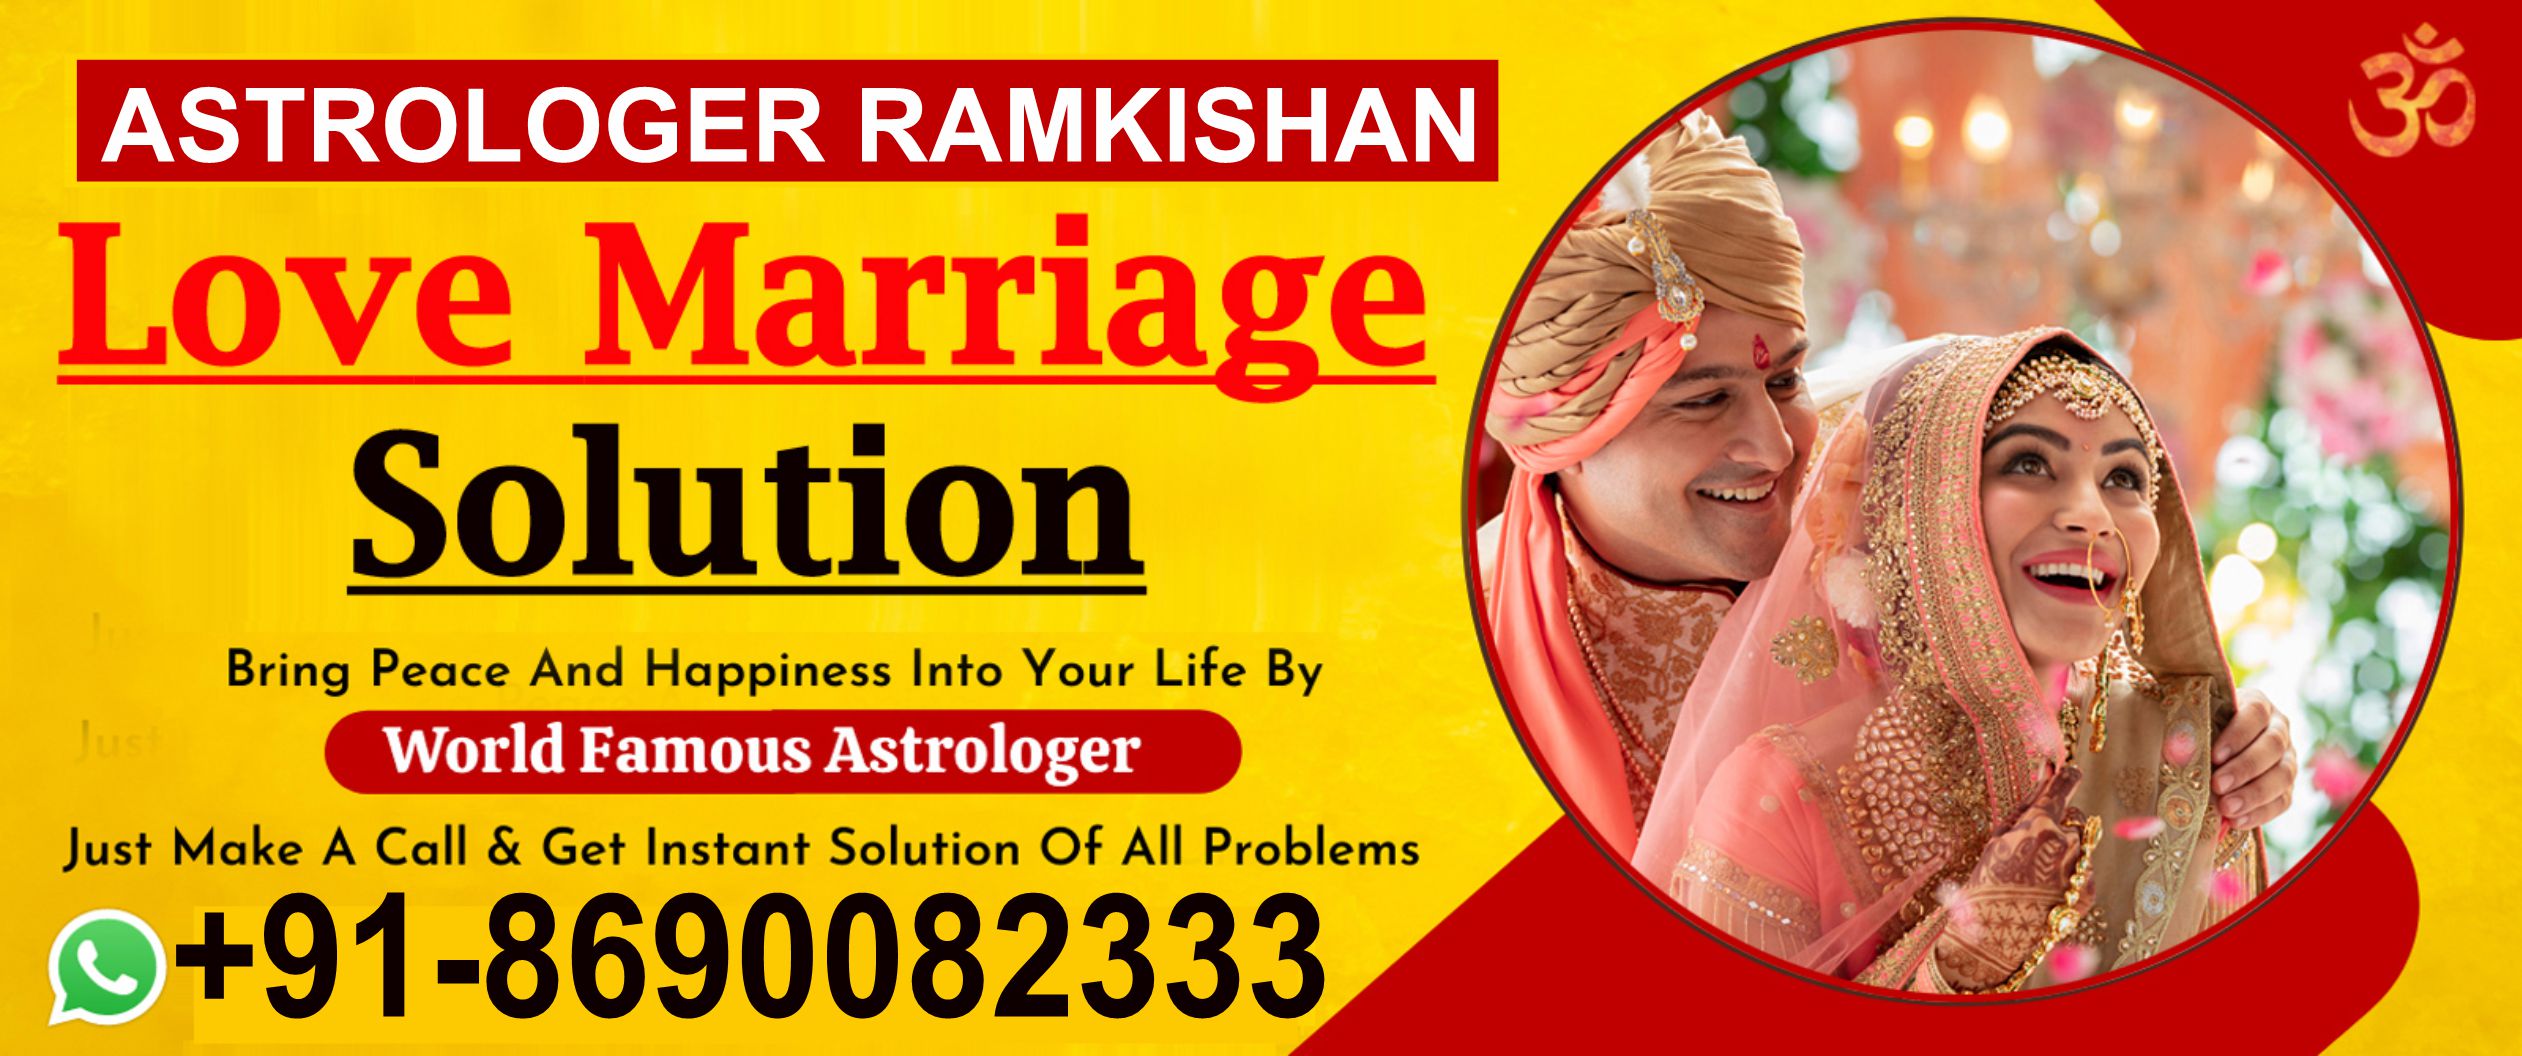 ASTROLOGER RAMKISHAN
ॐ
Love Marriage
Solution
Bring Peace And Happiness Into Your Life By
World Famous Astrologer
Just Make A Call & Get Instant Solution Of All Problems
+91-8690082333
Just